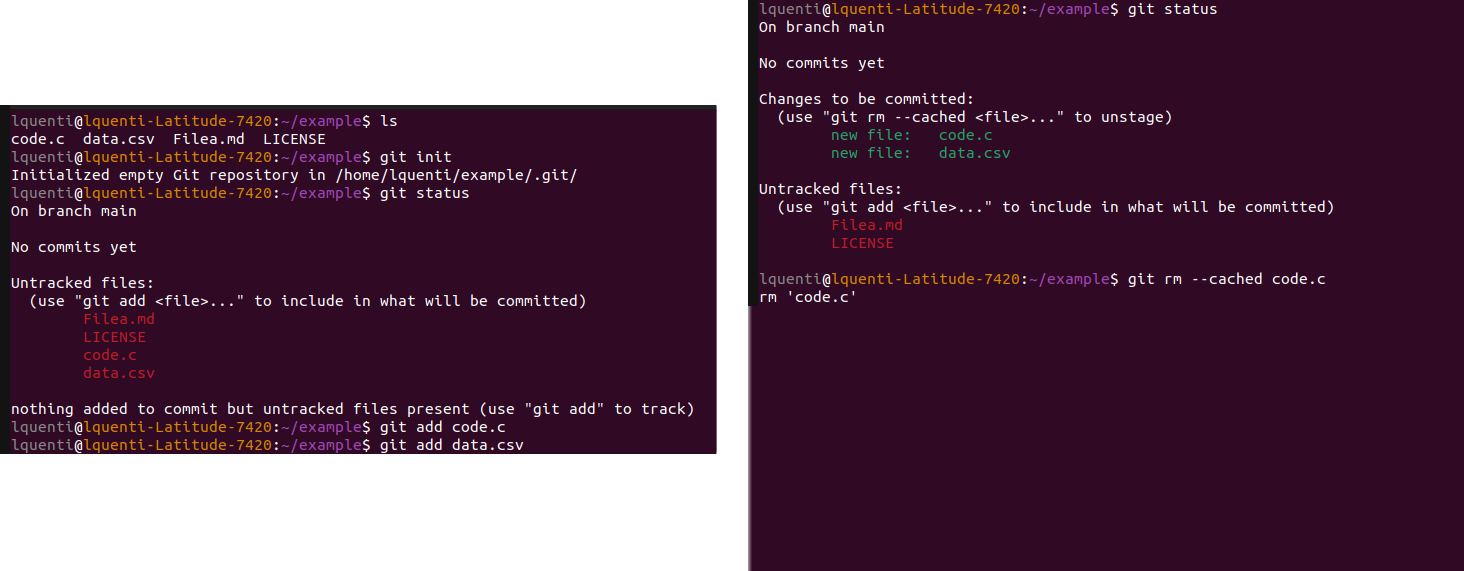 lquenti@lquenti-Latitude-7420:~/example$ ls
code.c  data.csv  Filea.md  LICENSE
lquenti@lquenti-Latitude-7420:~/example$ git init
Initialized empty Git repository in /home/lquenti/example/.git/
lquenti@lquenti-Latitude-7420:~/example$ git status
On branch main

No commits yet

Untracked files:
  (use "git add <file>..." to include in what will be committed)
        Filea.md
        LICENSE
        code.c
        data.csv

nothing added to commit but untracked files present (use "git add" to track)
lquenti@lquenti-Latitude-7420:~/example$ git add code.c
lquenti@lquenti-Latitude-7420:~/example$ git add data.csv
lquenti@lquenti-Latitude-7420:~/example$ git status
On branch main

No commits yet

Changes to be committed:
  (use "git rm --cached <file>..." to unstage)
        new file:   code.c
        new file:   data.csv

Untracked files:
  (use "git add <file>..." to include in what will be committed)
        Filea.md
        LICENSE

lquenti@lquenti-Latitude-7420:~/example$ git rm --cached code.c
rm 'code.c'